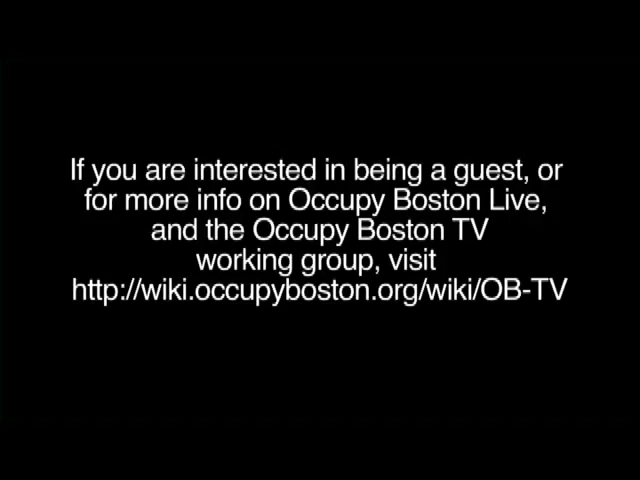 If you are interested in being a guest, or
for more info on Occupy Boston Live,
and the Occupy Boston TV
working group, visit
http://wiki.occupyboston.org/wiki/OB-TV